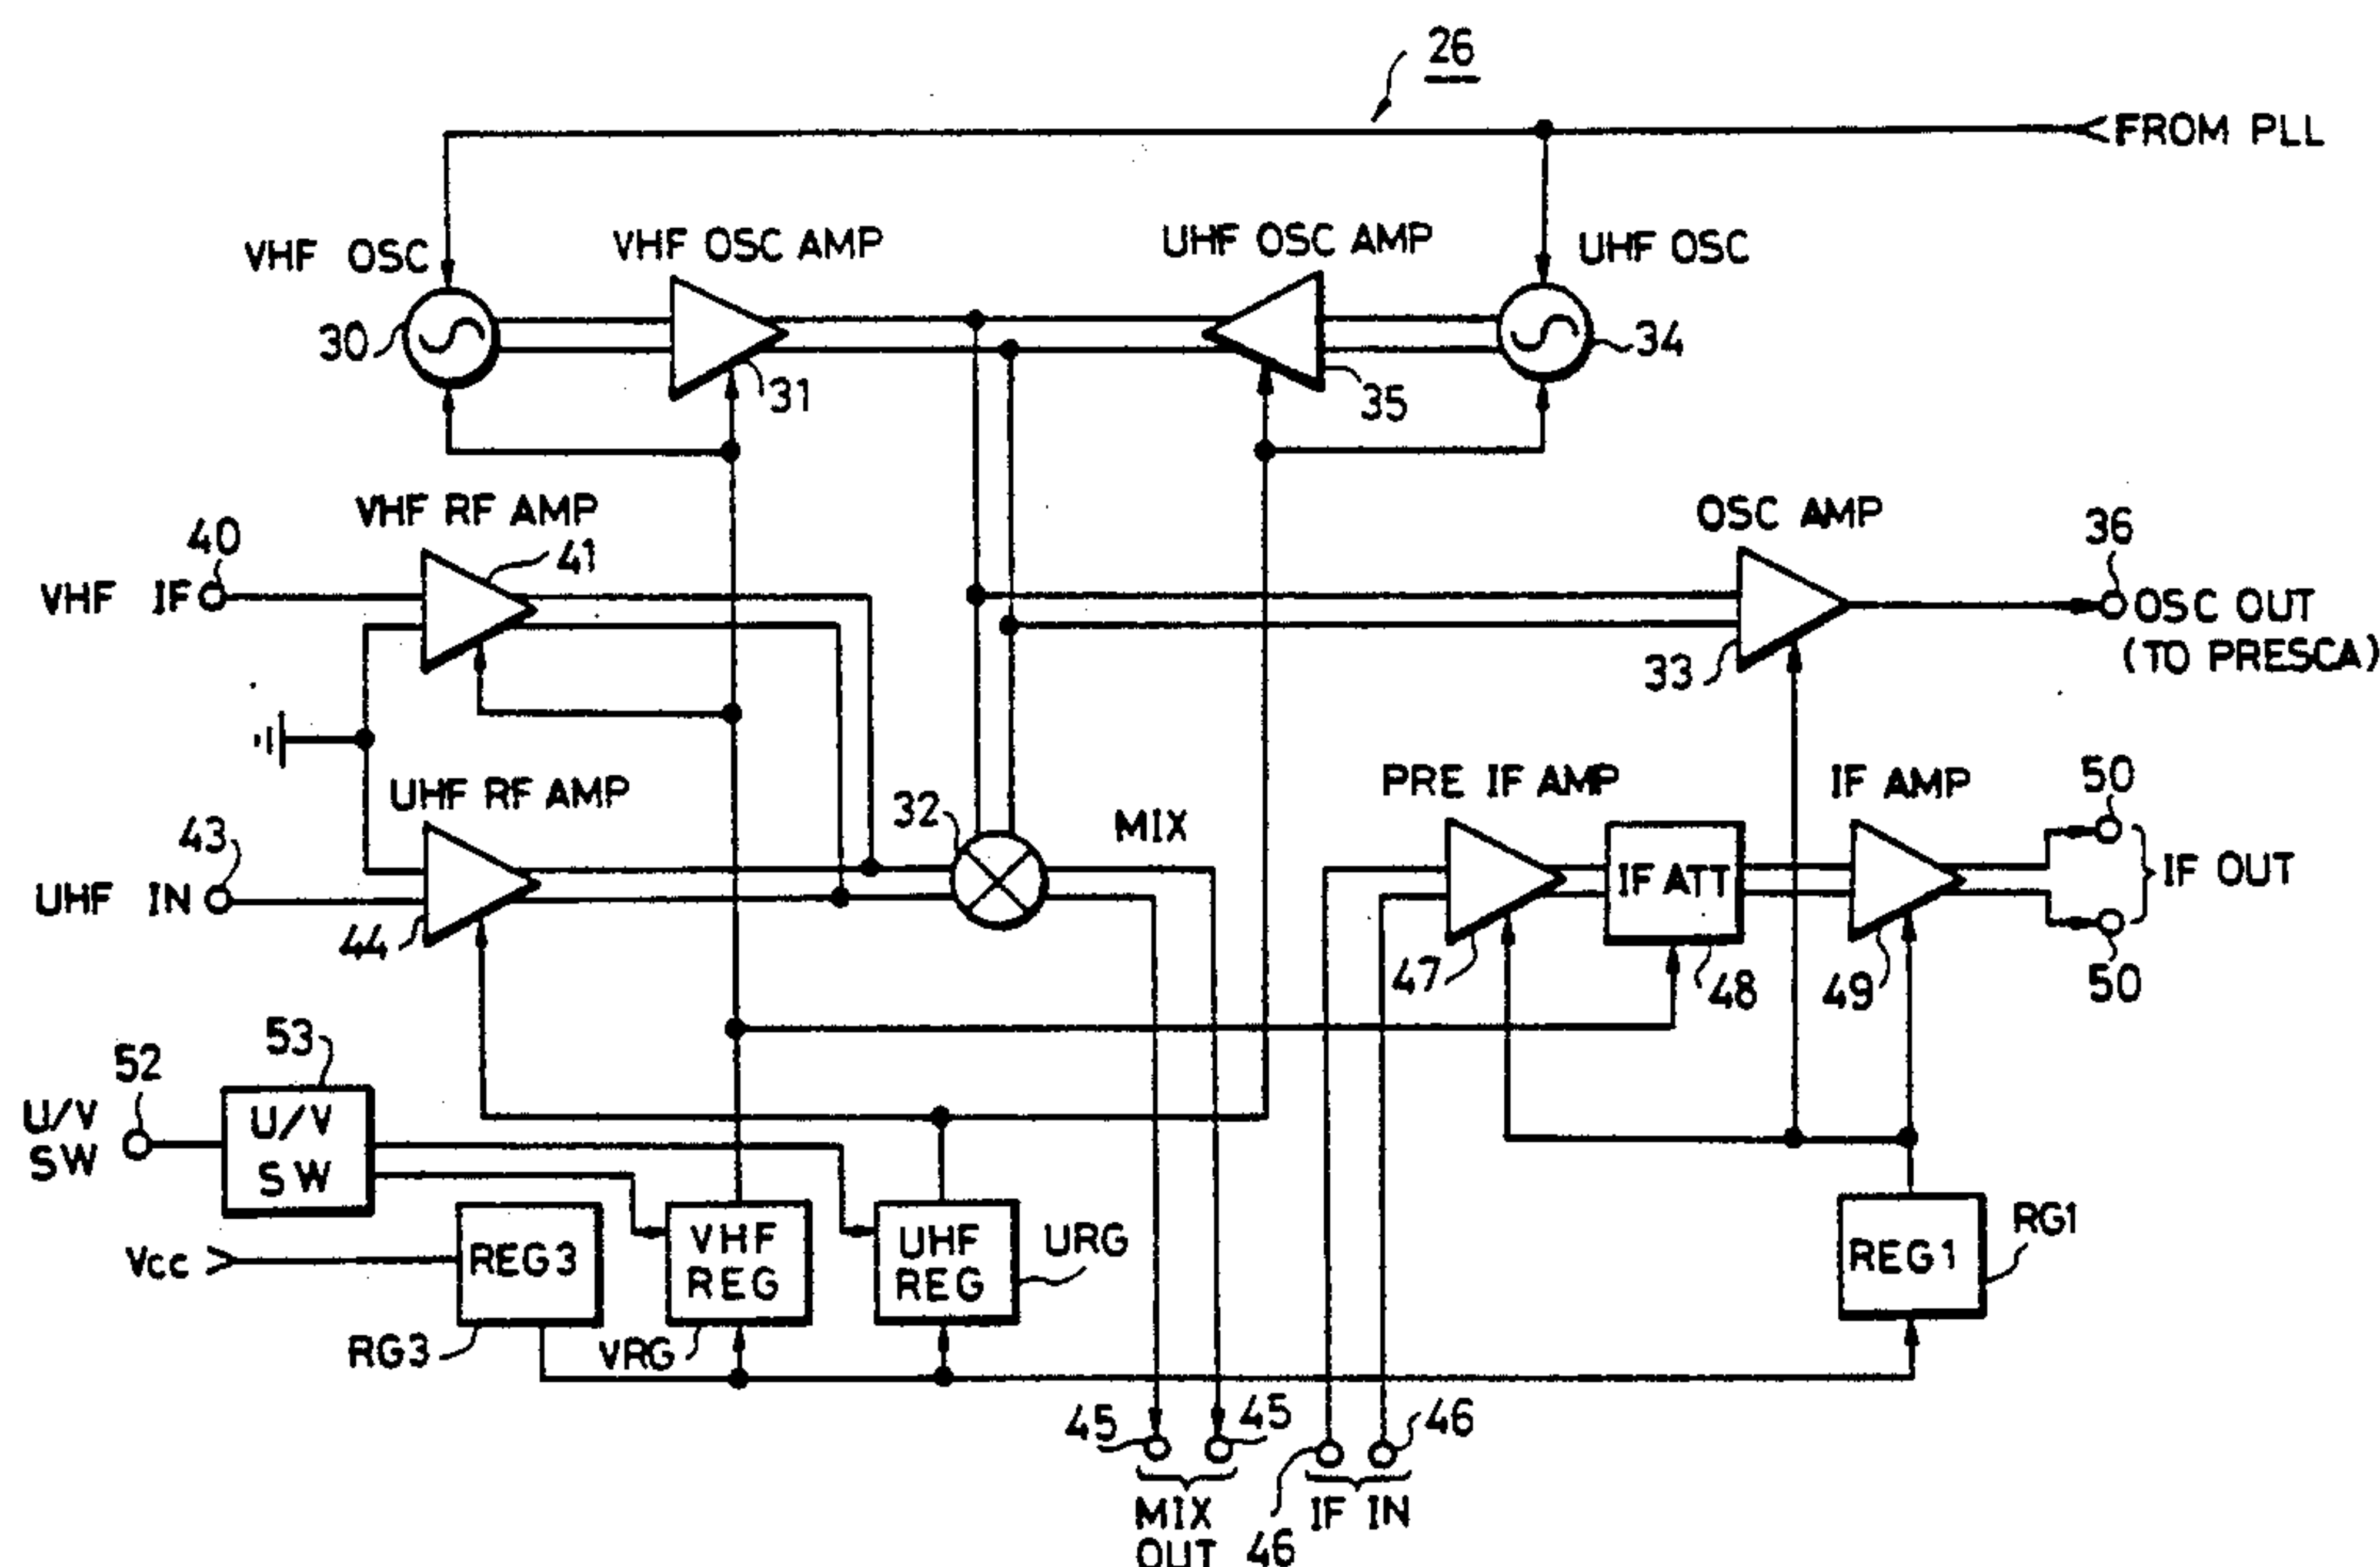 26
FROM PLL
VHF OSC
VHF OSC AMP
UHF OSC AMP
UHF OSC
30
31
35
34
VHF RF AMP
OSC AMP
40
41
36
VHF IF
OSC OUT
(TO PRESCA)
33
UHF RF AMP
32
MIX
PRE IF AMP
IF AMP
50
43
IF ATT
IF OUT
UHF IN
44
47
48
49
50
52
53
U/V
SW
U/V
SW
Vcc
REG3
VHF
REG
UHF
REG
URG
REG1
RG1
RG3
VRG
45
45
46
46
MIX
OUT
IF IN